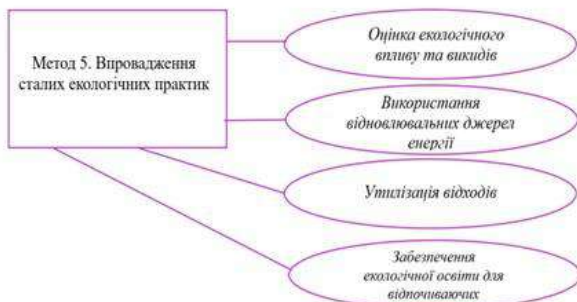 Метод 5. Впровадження
сталих екологічних практик
Оцінка екологічного
впливу та викидів
Використання
відновлювальних джерел
енергії
Утилізація відходів
Забезпечення
екологічної освіти для
відпочиваючих